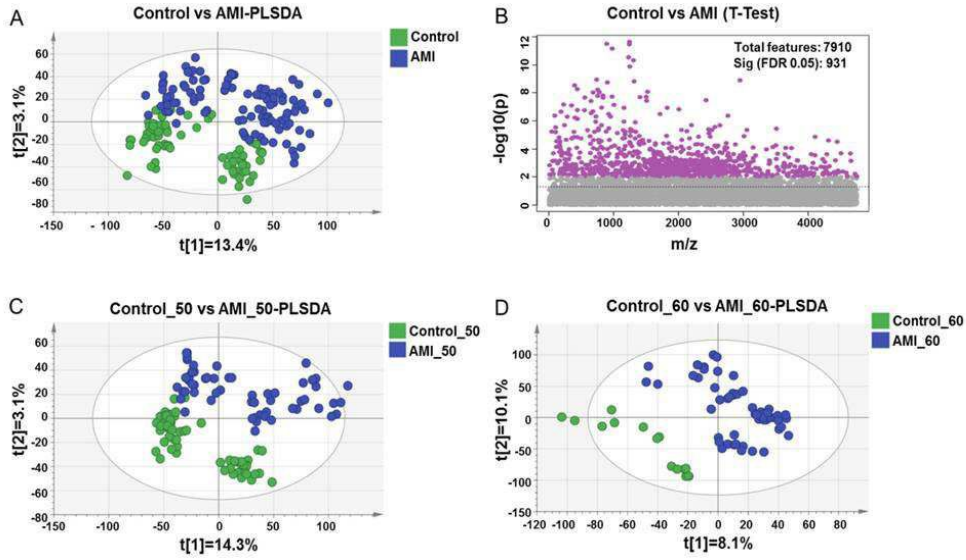 A
Control vs AMI-PLSDA
Control
AMI
t[2]=3.1%
60
40
20
0
-20
-40
-60
-80
-150
- 100
-50
0
50
100
150
t[1]=13.4%
B
Control vs AMI (T-Test)
Total features: 7910
Sig (FDR 0.05): 931
-log10(p)
12
10
8
6
4
2
0
0
1000
2000
3000
4000
m/z
C
Control_50 vs AMI_50-PLSDA
Control_50
AMI_50
t[2]=3.1%
60
40
20
0
-20
-40
-60
-80
-150
-100
-50
0
50
100
150
t[1]=14.3%
D
Control_60 vs AMI_60-PLSDA
Control_60
AMI_60
t[2]=10.1%
100
50
0
-50
-100
-150
-120
-100
-80
-60
-40
-20
0
20
40
60
80
t[1]=8.1%